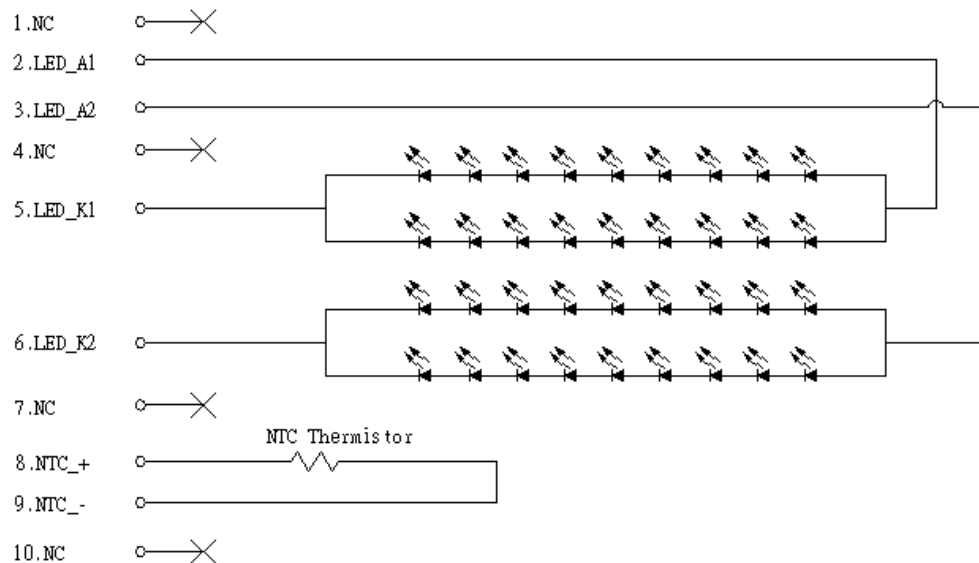 1.NC
2.LED_A1
3.LED_A2
4.NC
5.LED_K1
6.LED_K2
7.NC
NTC Thermistor
8.NTC_+
9.NTC_-
10.NC